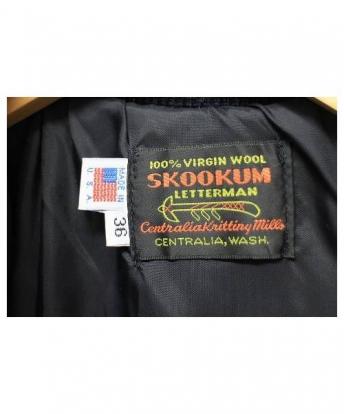 100% VIRGIN WOOL
SKOOKUM
LETTERMAN
Centralia Knitting Mills
CENTRALIA, WASH.
MADE IN
U.S.A.
36